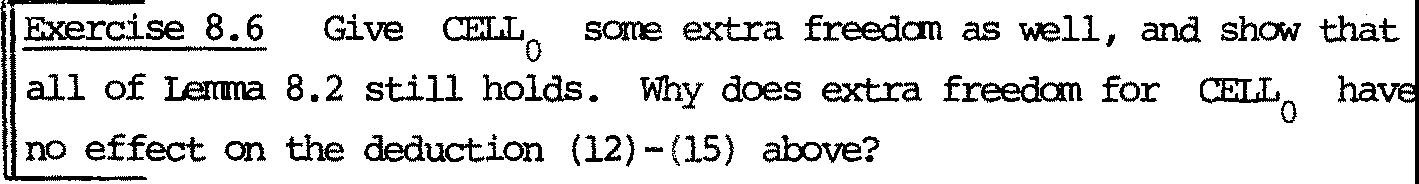 Exercise 8.6 Give CELL₀ some extra freedom as well, and show that
all of Lemma 8.2 still holds. Why does extra freedom for CELL₀ have
no effect on the deduction (12)-(15) above?